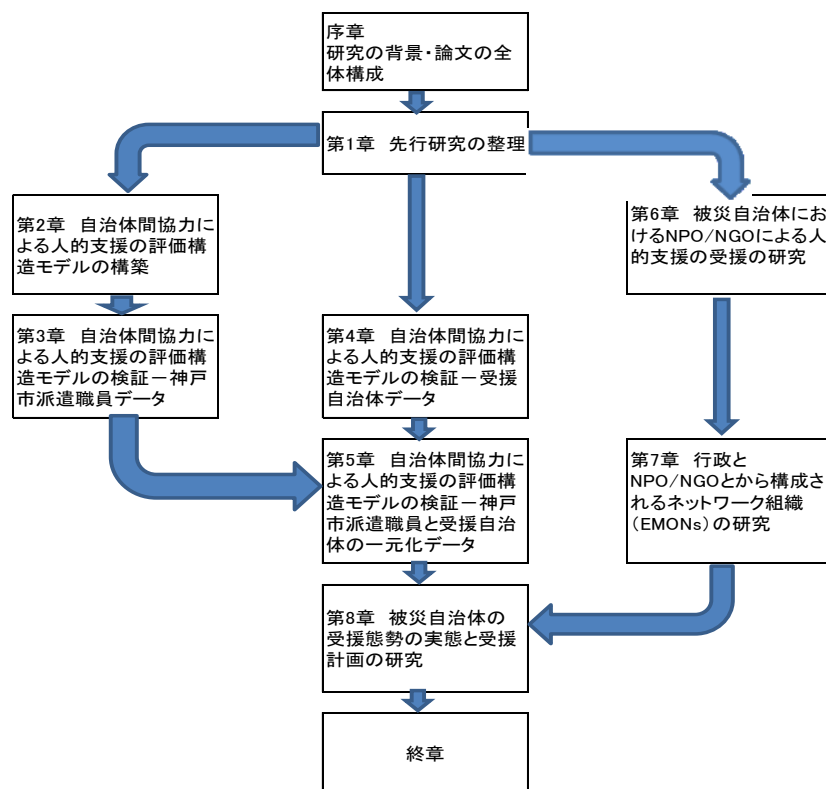 序章
研究の背景・論文の全
体構成
第1章 先行研究の整理
第2章 自治体間協力に
よる人的支援の評価構
造モデルの構築
第3章 自治体間協力に
よる人的支援の評価構
造モデルの検証－神戸
市派遣職員データ
第4章 自治体間協力に
よる人的支援の評価構
造モデルの検証－受援
自治体データ
第5章 自治体間協力に
よる人的支援の評価構
造モデルの検証－神戸
市派遣職員と受援自治
体の一元化データ
第6章 被災自治体にお
けるNPO/NGOによる人
的支援の受援の研究
第7章 行政と
NPO/NGOとから構成さ
れるネットワーク組織
（EMONs）の研究
第8章 被災自治体の
受援態勢の実態と受援
計画の研究
終章